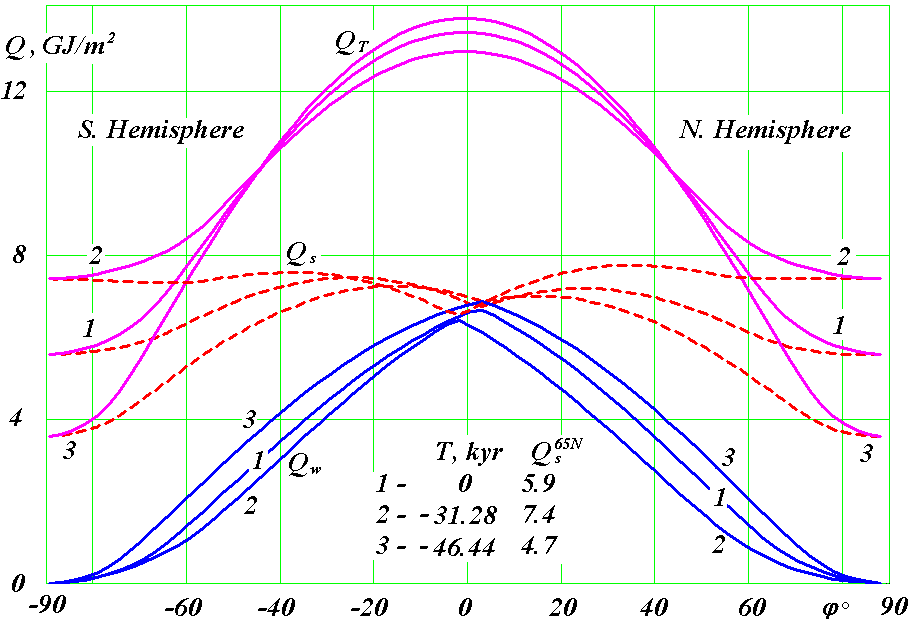 Q, GJ/m²
Q_T
12
S. Hemisphere
N. Hemisphere
8
2
Q_s
2
1
1
4
3
3
3
3
1
Q_w
2
1
2
T, kyr Q_s^65N
1 - 0 5.9
2 - -31.28 7.4
3 - -46.44 4.7
0
-90 -60 -40 -20 0 20 40 60 φ° 90